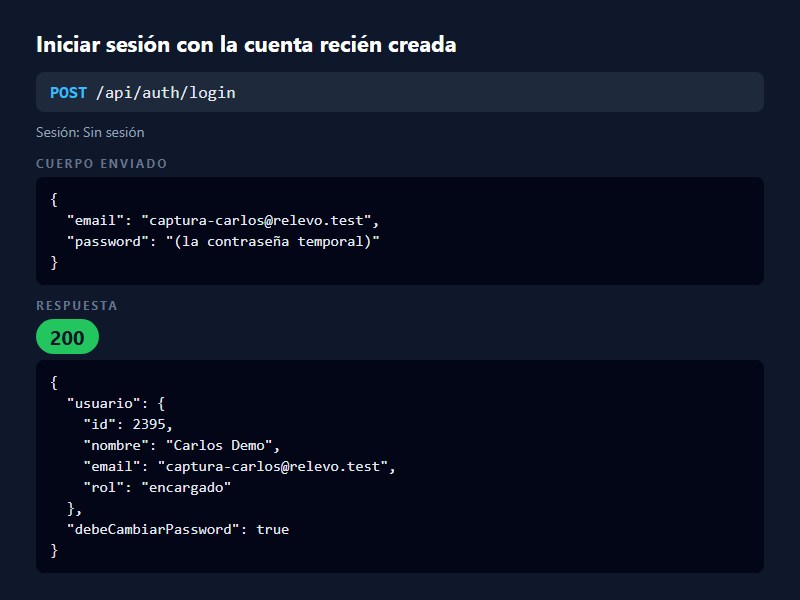 Iniciar sesión con la cuenta recién creada
POST /api/auth/login
Sesión: Sin sesión
CUERPO ENVIADO
{
  "email": "captura-carlos@relevo.test",
  "password": "(la contraseña temporal)"
}
RESPUESTA
200
{
  "usuario": {
    "id": 2395,
    "nombre": "Carlos Demo",
    "email": "captura-carlos@relevo.test",
    "rol": "encargado"
  },
  "debeCambiarPassword": true
}